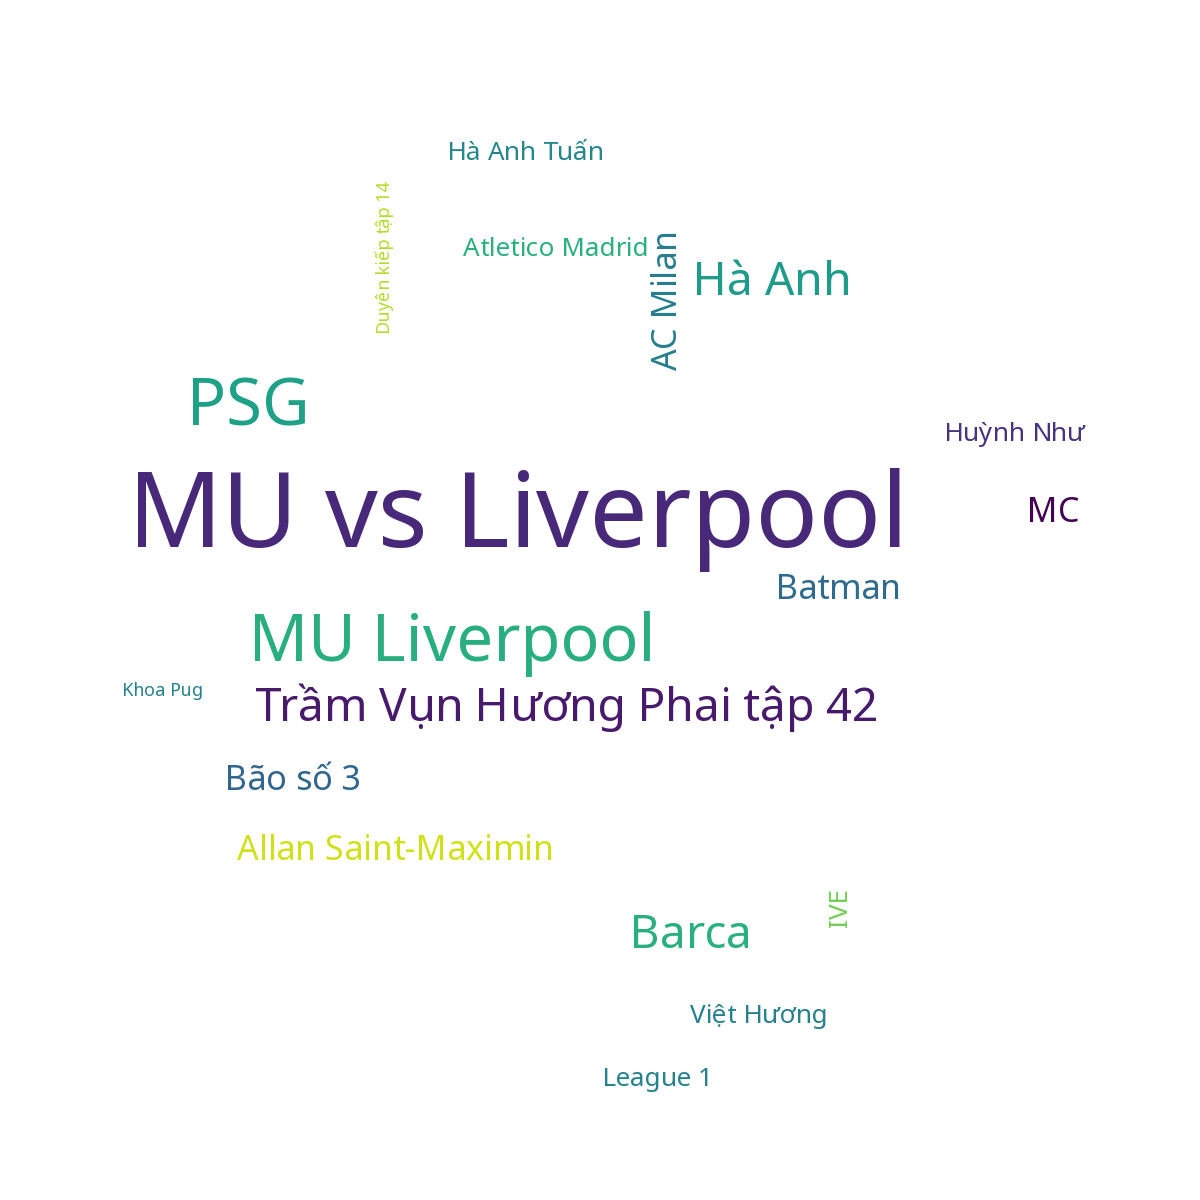 Hà Anh Tuấn
Duyên kiếp tập 14
Atletico Madrid
AC Milan
Hà Anh
PSG
Huỳnh Như
MU vs Liverpool
MC
Batman
MU Liverpool
Khoa Pug
Trầm Vụn Hương Phai tập 42
Bão số 3
Allan Saint-Maximin
IVE
Barca
Việt Hương
League 1